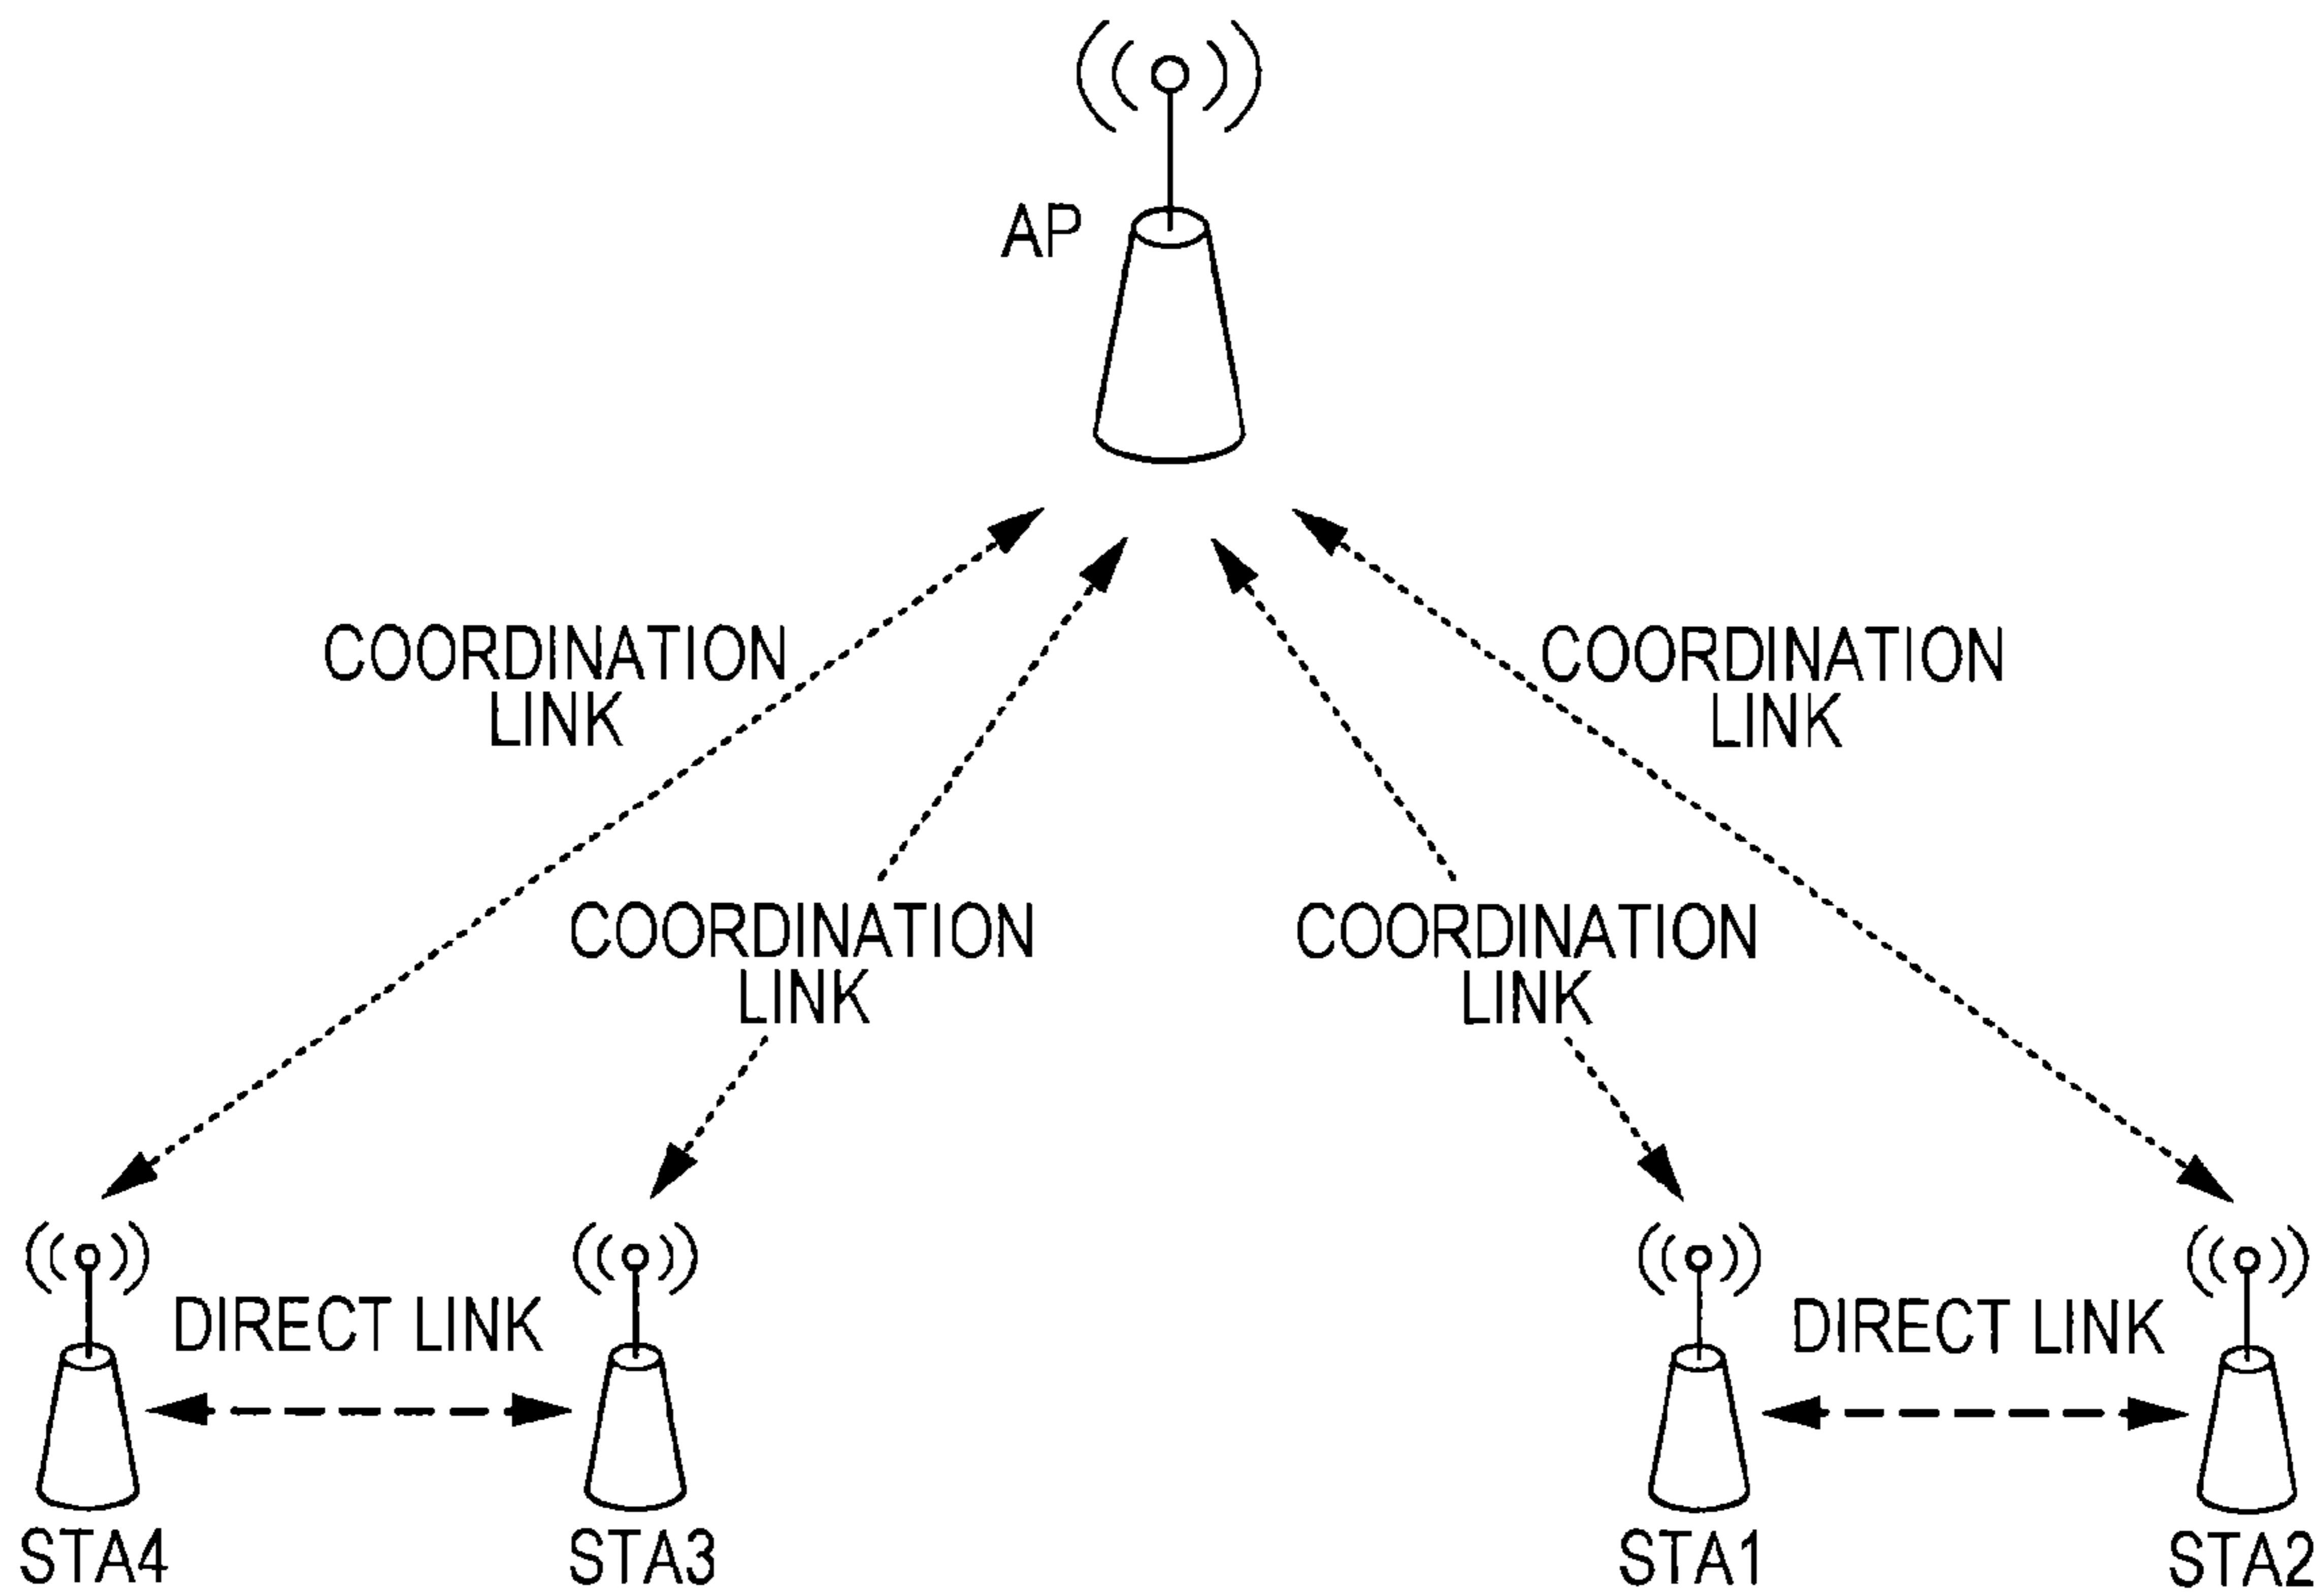 AP
COORDINATION
LINK
COORDINATION
LINK
COORDINATION
LINK
COORDINATION
LINK
DIRECT LINK
DIRECT LINK
STA4
STA3
STA1
STA2